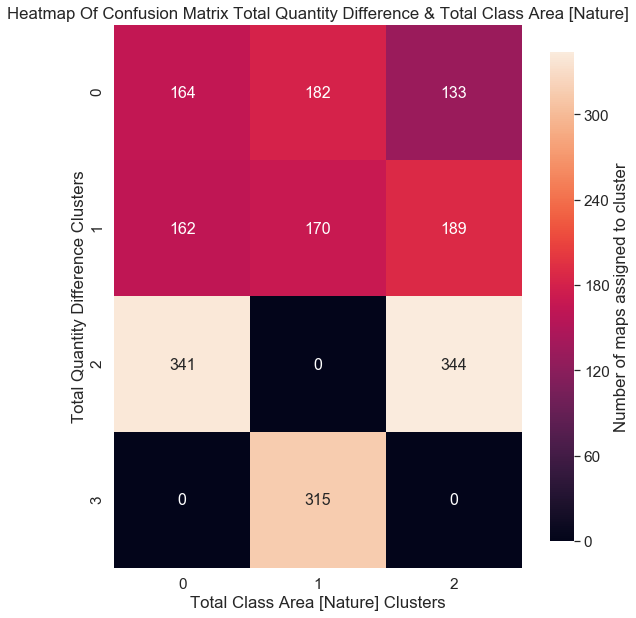 Heatmap Of Confusion Matrix Total Quantity Difference & Total Class Area [Nature]
0 164 182 133
1 162 170 189
2 341 0 344
3 0 315 0
0 1 2
Total Class Area [Nature] Clusters
Total Quantity Difference Clusters
300
240
180
120
60
0
Number of maps assigned to cluster